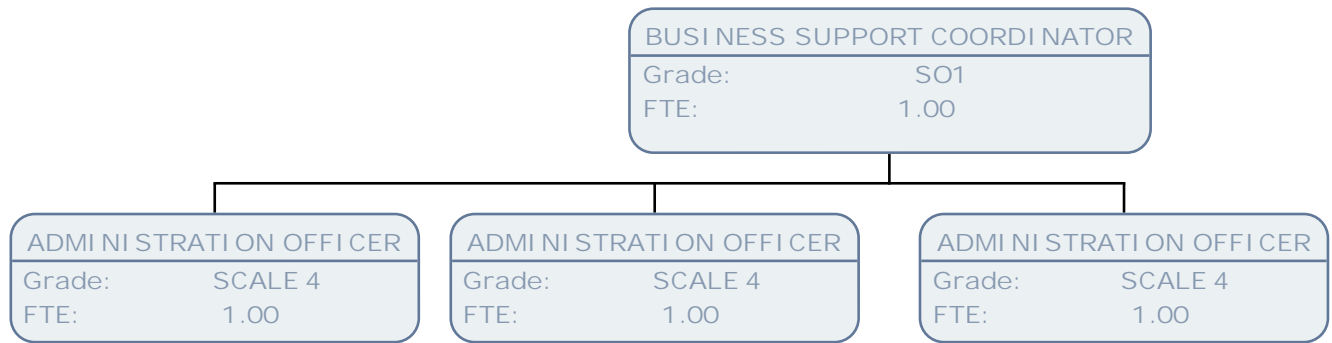 BUSINESS SUPPORT COORDINATOR
Grade: SO1
FTE: 1.00
ADMINISTRATION OFFICER
Grade: SCALE 4
FTE: 1.00
ADMINISTRATION OFFICER
Grade: SCALE 4
FTE: 1.00
ADMINISTRATION OFFICER
Grade: SCALE 4
FTE: 1.00